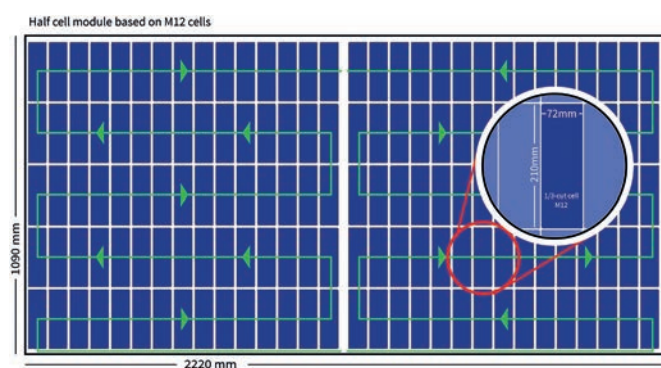 Half cell module based on M12 cells
72mm
210mm
1/3-cut cell
M12
1090 mm
2220 mm